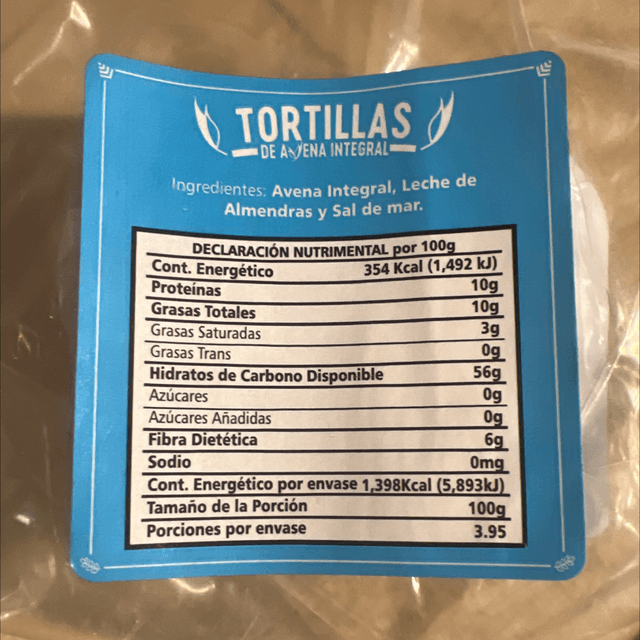 TORTILLAS
DE AVENA INTEGRAL
Ingredientes: Avena Integral, Leche de
Almendras y Sal de mar.
DECLARACIÓN NUTRIMENTAL por 100g
Cont. Energético 354 Kcal (1,492 kJ)
Proteínas 10g
Grasas Totales 10g
Grasas Saturadas 3g
Grasas Trans 0g
Hidratos de Carbono Disponible 56g
Azúcares 0g
Azúcares Añadidas 0g
Fibra Dietética 6g
Sodio 0mg
Cont. Energético por envase 1,398Kcal (5,893kJ)
Tamaño de la Porción 100g
Porciones por envase 3.95